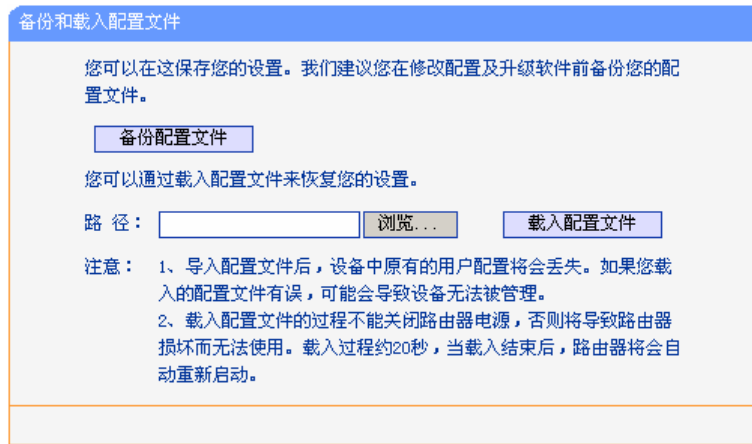 备份和载入配置文件
您可以在这保存您的设置。我们建议您在修改配置及升级软件前备份您的配
置文件。
备份配置文件
您可以通过载入配置文件来恢复您的设置。
路 径： 浏览... 载入配置文件
注意： 1、导入配置文件后，设备中原有的用户配置将会丢失。如果您载
入的配置文件有误，可能会导致设备无法被管理。
2、载入配置文件的过程不能关闭路由器电源，否则将导致路由器
损坏而无法使用。载入过程约20秒，当载入结束后，路由器将会自
动重新启动。